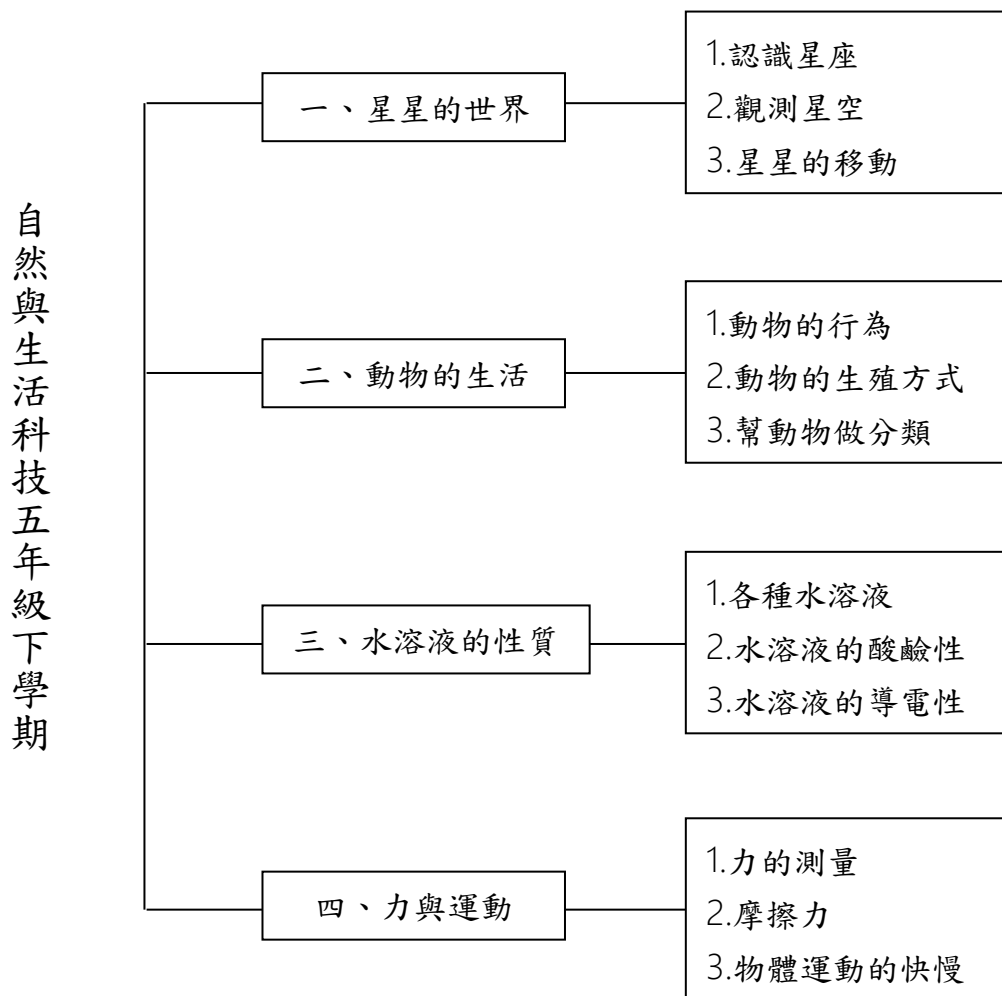 自然與生活科技五年級下學期
一、星星的世界
1.認識星座
2.觀測星空
3.星星的移動
二、動物的生活
1.動物的行為
2.動物的生殖方式
3.幫動物做分類
三、水溶液的性質
1.各種水溶液
2.水溶液的酸鹼性
3.水溶液的導電性
四、力與運動
1.力的測量
2.摩擦力
3.物體運動的快慢